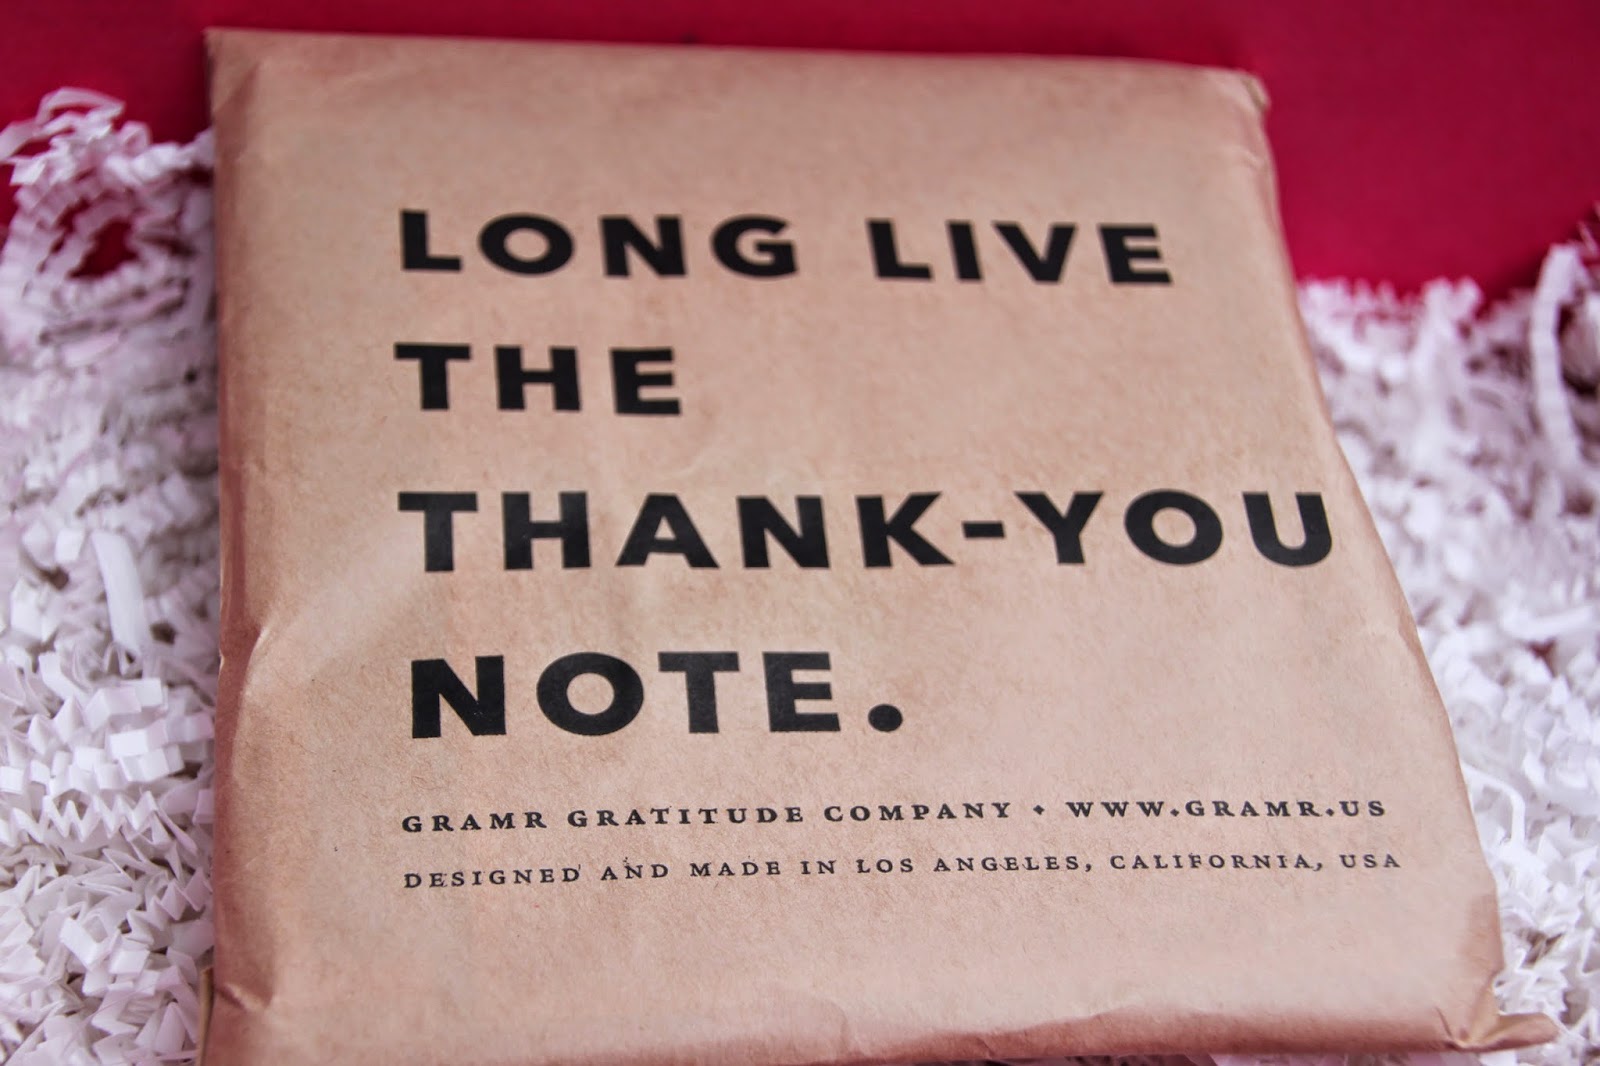 LONG LIVE
THE
THANK-YOU
NOTE.
GRAMR GRATITUDE COMPANY • WWW.GRAMR.US
DESIGNED AND MADE IN LOS ANGELES, CALIFORNIA, USA